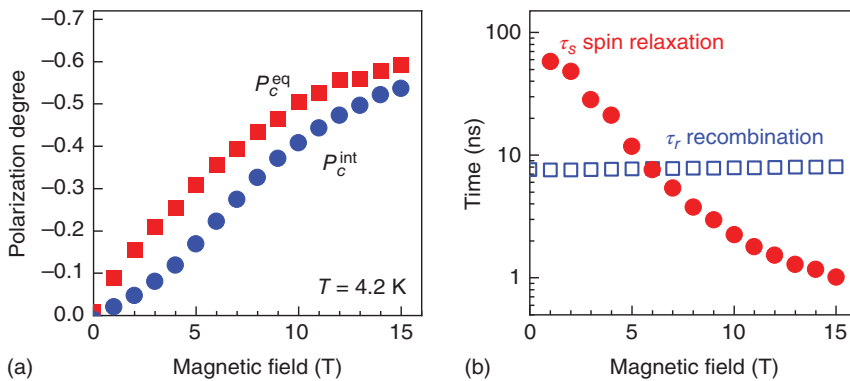 −0.7
−0.6
−0.5
−0.4
−0.3
−0.2
−0.1
0.0
Polarization degree
P_c^eq
P_c^int
T = 4.2 K
0 5 10 15
Magnetic field (T)
(a)
100
10
1
Time (ns)
τ_s spin relaxation
τ_r recombination
0 5 10 15
Magnetic field (T)
(b)